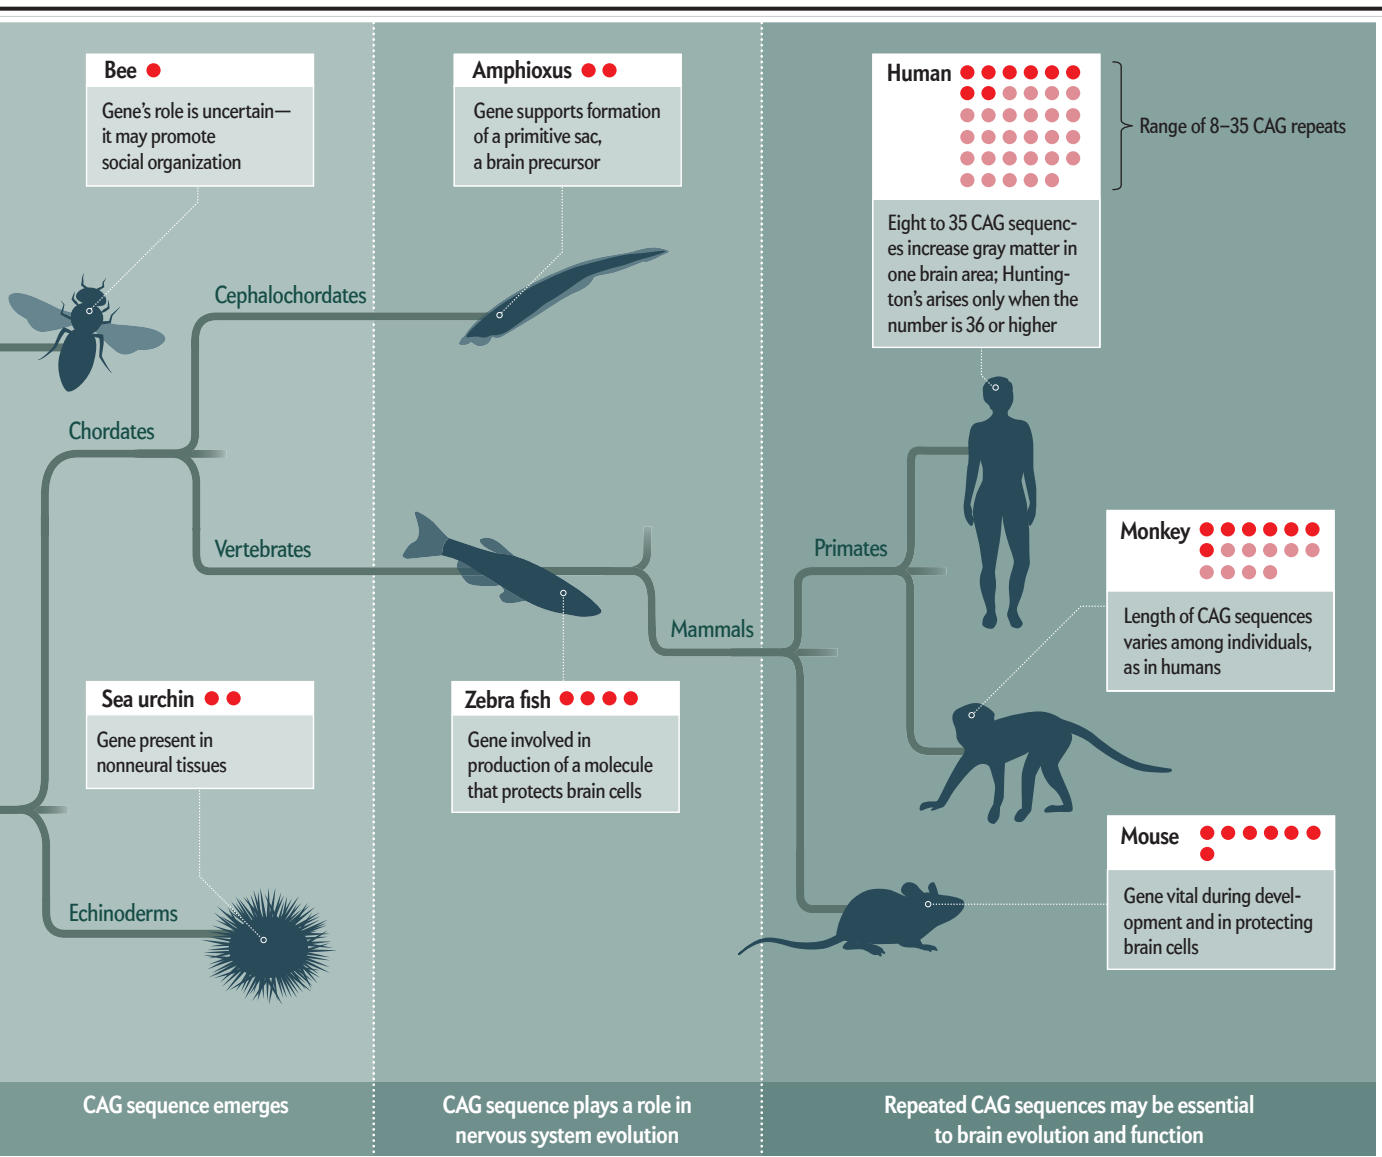 Bee
Gene's role is uncertain—
it may promote
social organization
Amphioxus
Gene supports formation
of a primitive sac,
a brain precursor
Human
Range of 8–35 CAG repeats
Eight to 35 CAG sequenc-
es increase gray matter in
one brain area; Hunting-
ton's arises only when the
number is 36 or higher
Cephalochordates
Chordates
Vertebrates
Primates
Mammals
Monkey
Length of CAG sequences
varies among individuals,
as in humans
Sea urchin
Gene present in
nonneural tissues
Zebra fish
Gene involved in
production of a molecule
that protects brain cells
Mouse
Gene vital during devel-
opment and in protecting
brain cells
Echinoderms
CAG sequence emerges
CAG sequence plays a role in
nervous system evolution
Repeated CAG sequences may be essential
to brain evolution and function